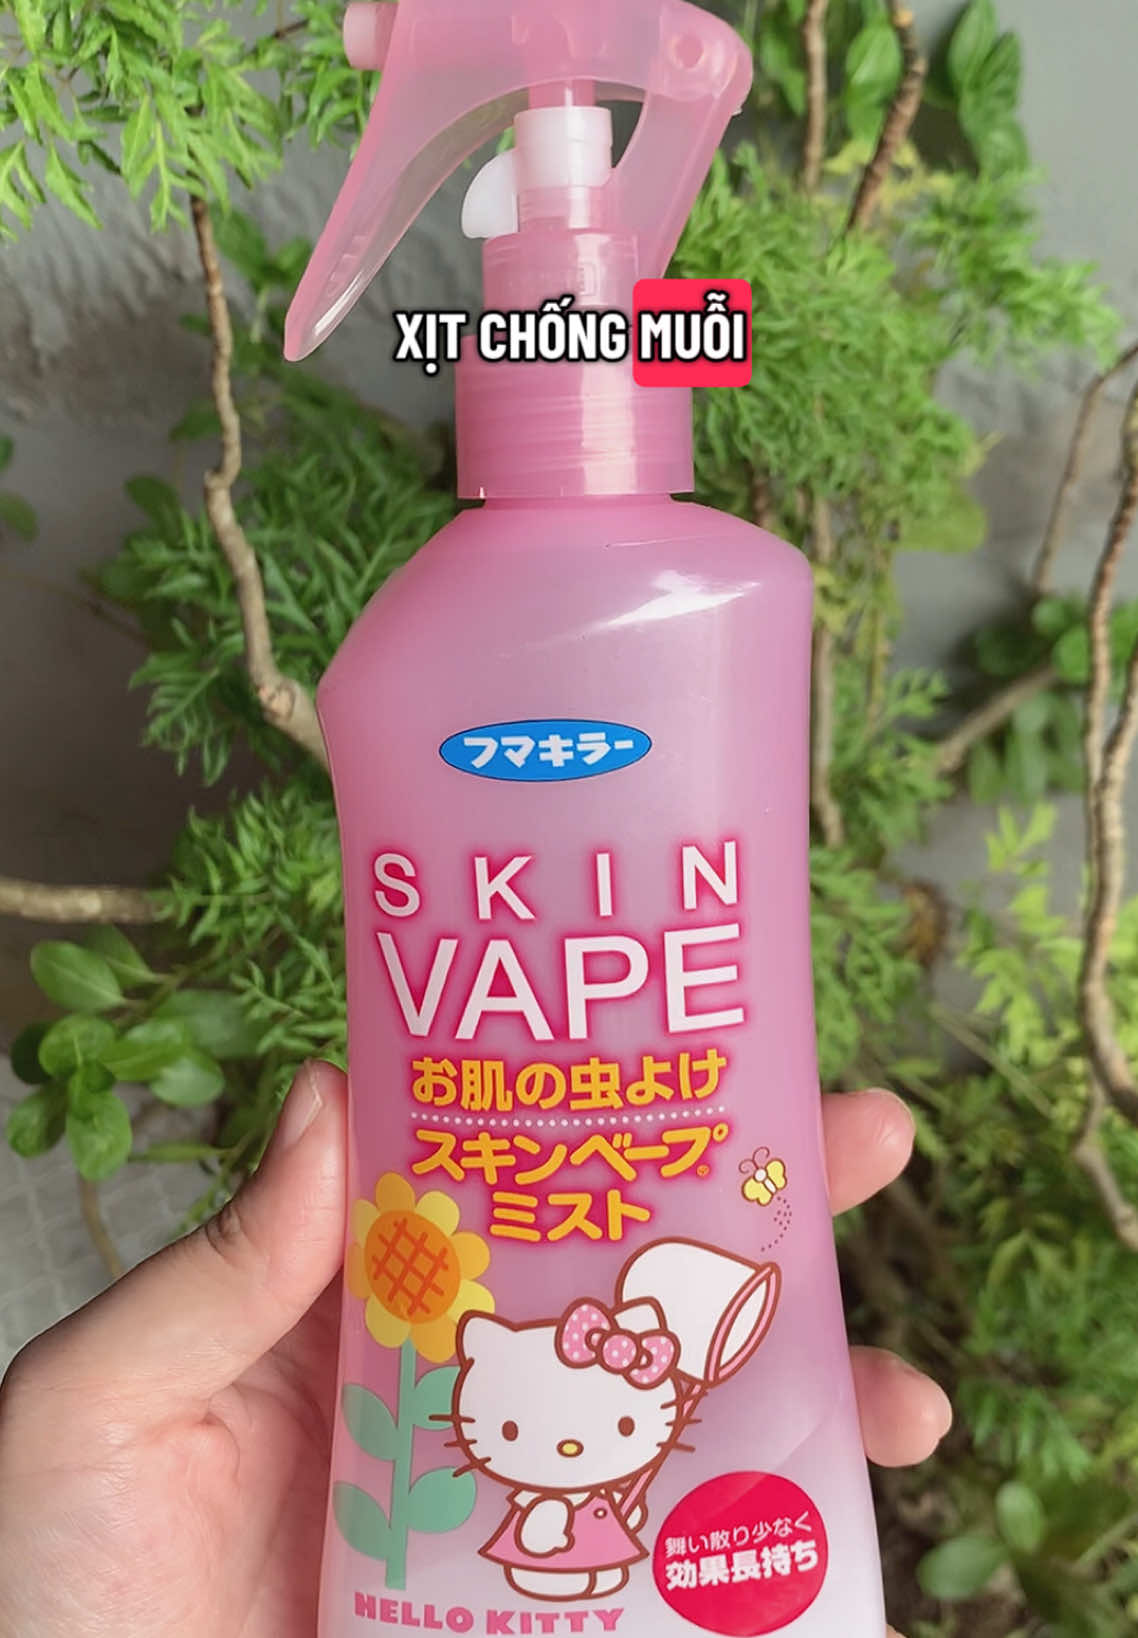 XỊT CHỐNG MUỖI
フマキラー
SKIN
VAPE
お肌の虫よけ
スキンベープ®
ミスト
舞い散り少なく
効果長持ち
HELLO KITTY